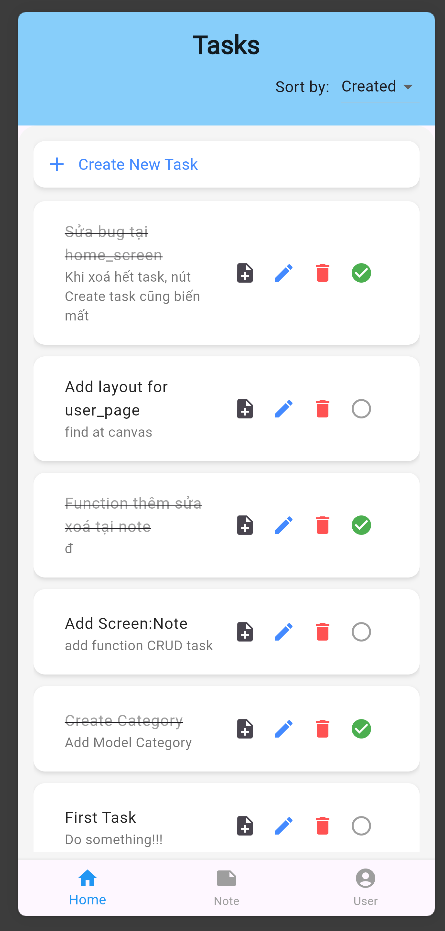 Tasks
Sort by: Created
Create New Task
Sửa bug tại
home_screen
Khi xoá hết task, nút
Create task cũng biến
mất
Add layout for
user_page
find at canvas
Function thêm sửa
xoá tại note
đ
Add Screen:Note
add function CRUD task
Create Category
Add Model Category
First Task
Do something!!!
Home
Note
User